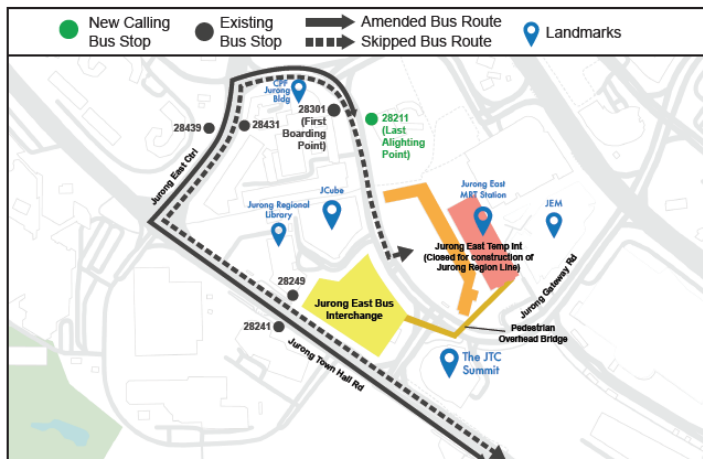 New Calling
Bus Stop
Existing
Bus Stop
Amended Bus Route
Skipped Bus Route
Landmarks
CPF
Jurong
Bldg
28301
(First
Boarding
Point)
28211
(Last
Alighting
Point)
28439
28431
Jurong East Ctrl
Jurong Regional
Library
JCube
Jurong East
MRT Station
JEM
Jurong East Temp Int
(Closed for construction of
Jurong Region Line)
Jurong Gateway Rd
28249
Jurong East Bus
Interchange
28241
Pedestrian
Overhead Bridge
Jurong Town Hall Rd
The JTC
Summit